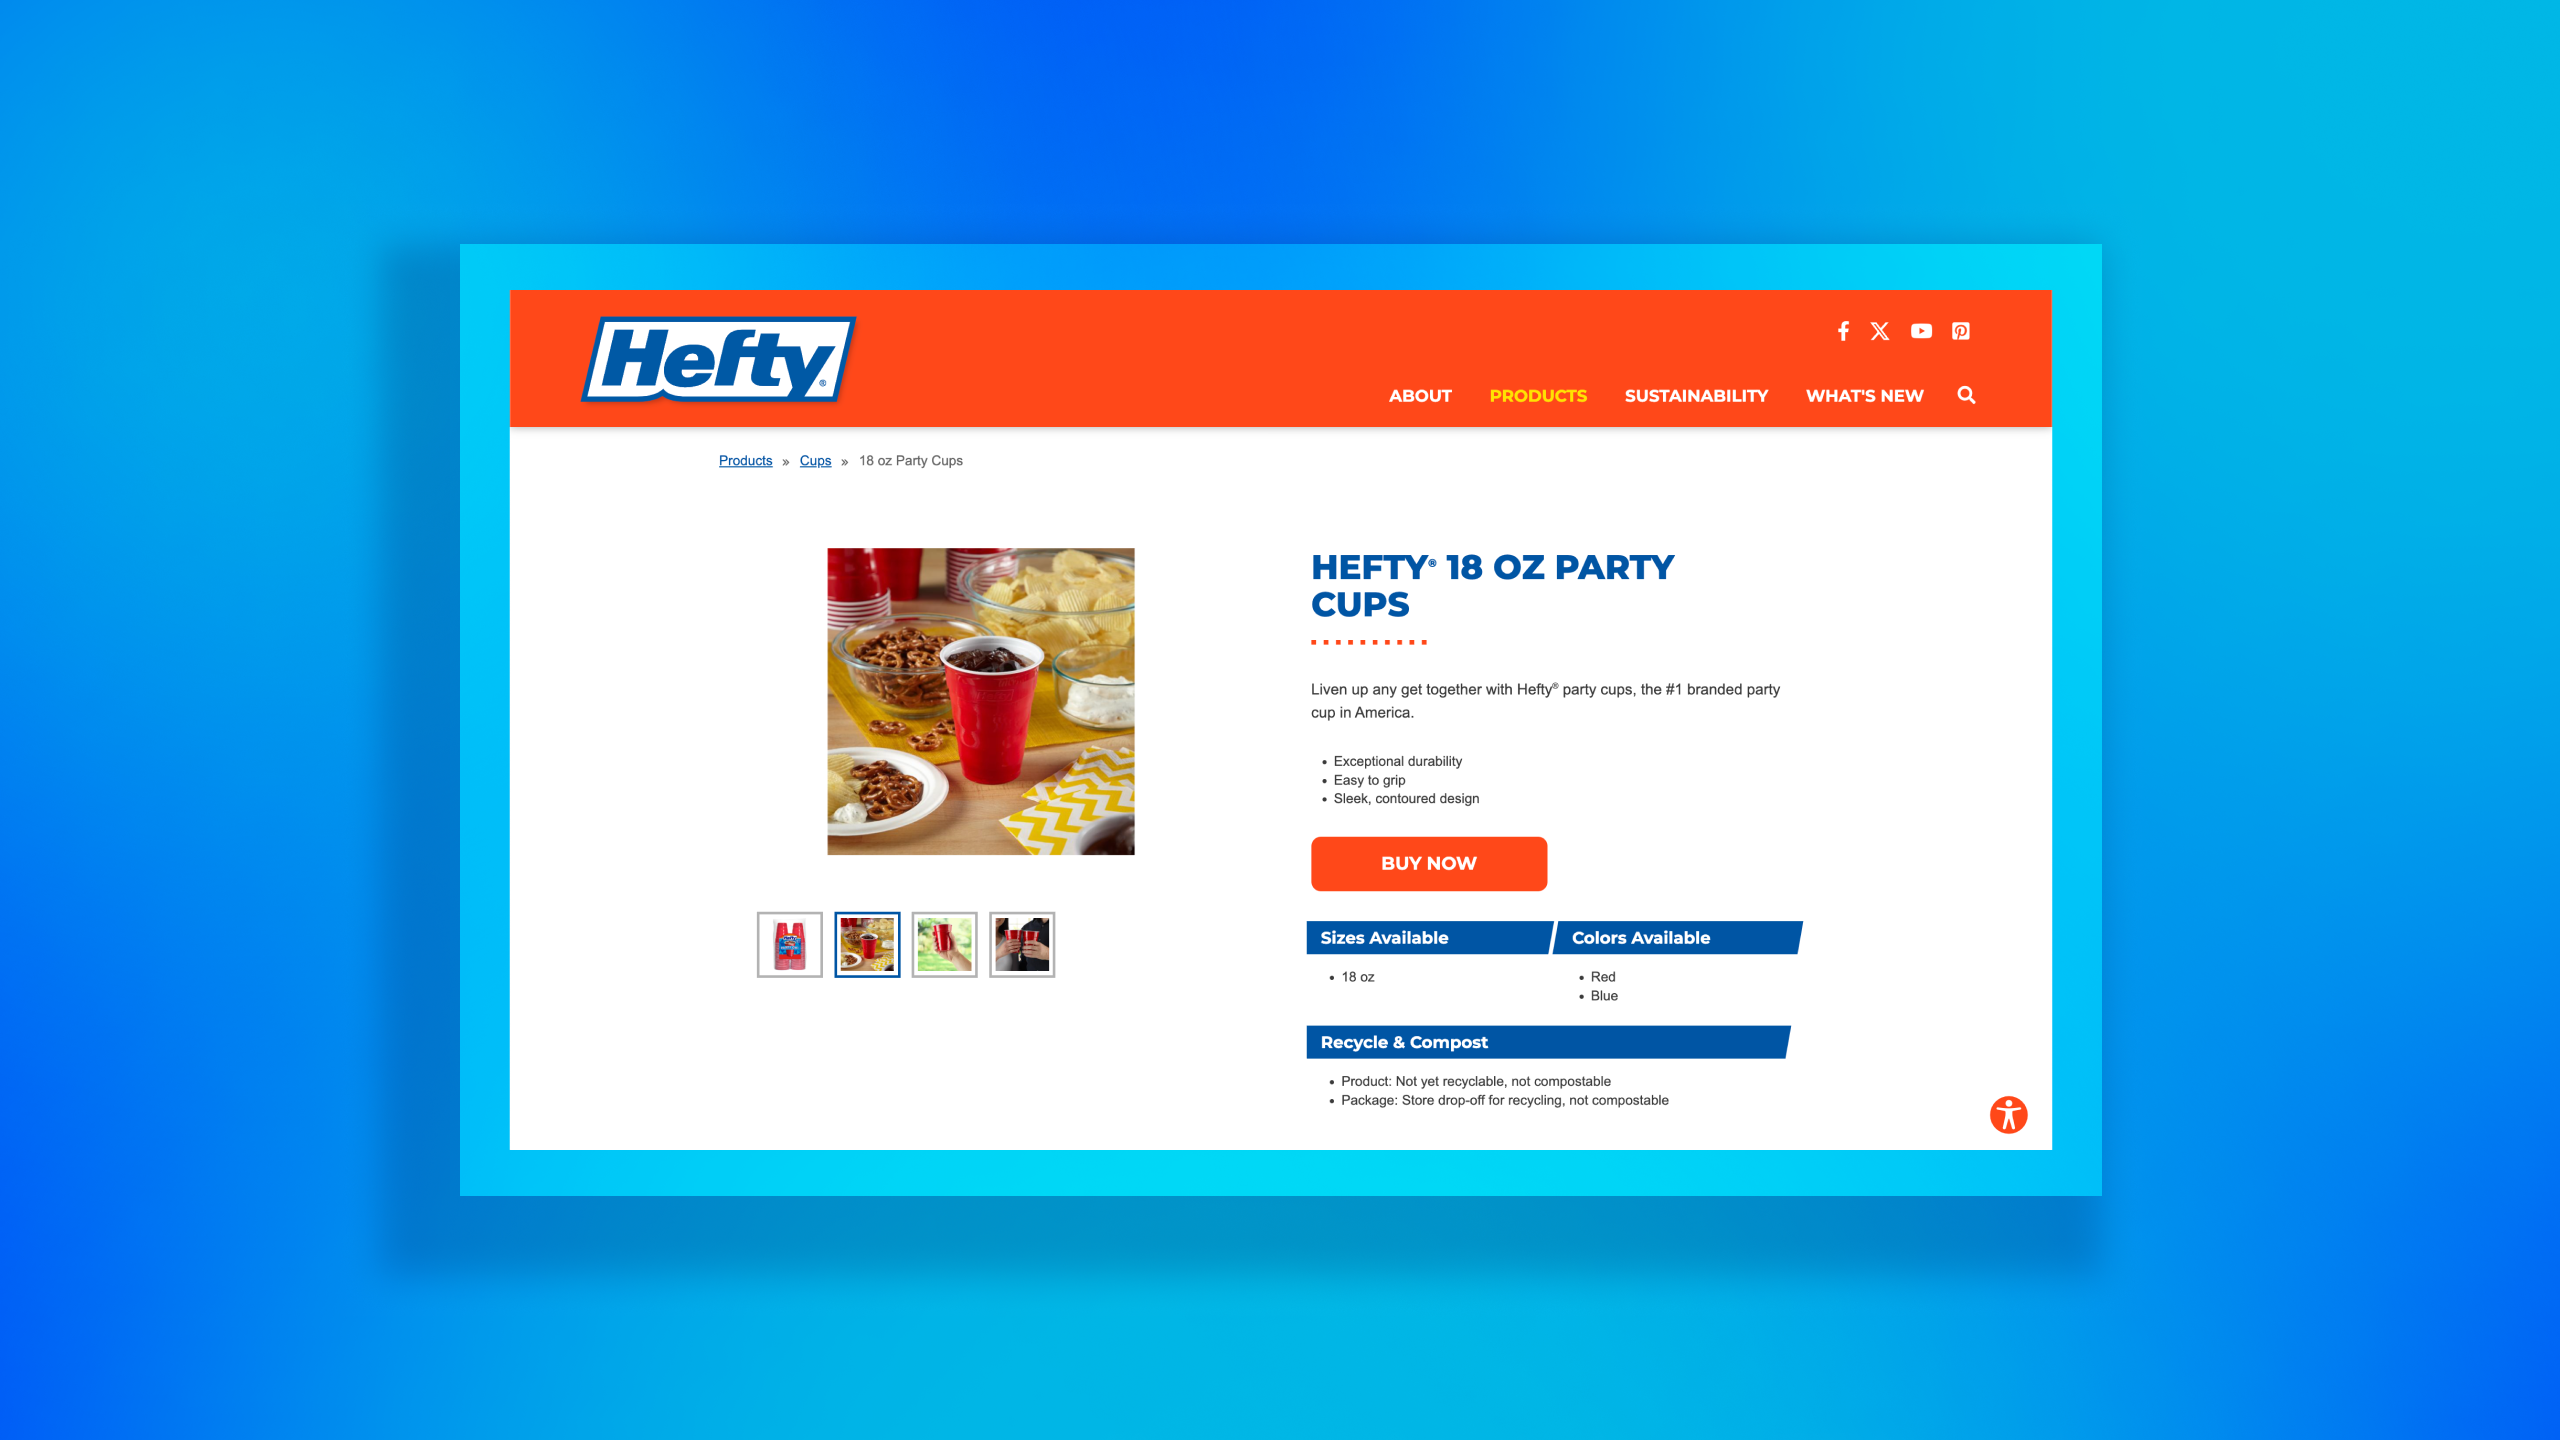 Hefty®
ABOUT PRODUCTS SUSTAINABILITY WHAT'S NEW
Products » Cups » 18 oz Party Cups
HEFTY® 18 OZ PARTY
CUPS
Liven up any get together with Hefty® party cups, the #1 branded party
cup in America.
• Exceptional durability
• Easy to grip
• Sleek, contoured design
BUY NOW
Hefty
Sizes Available
• 18 oz
Colors Available
• Red
• Blue
Recycle & Compost
• Product: Not yet recyclable, not compostable
• Package: Store drop-off for recycling, not compostable